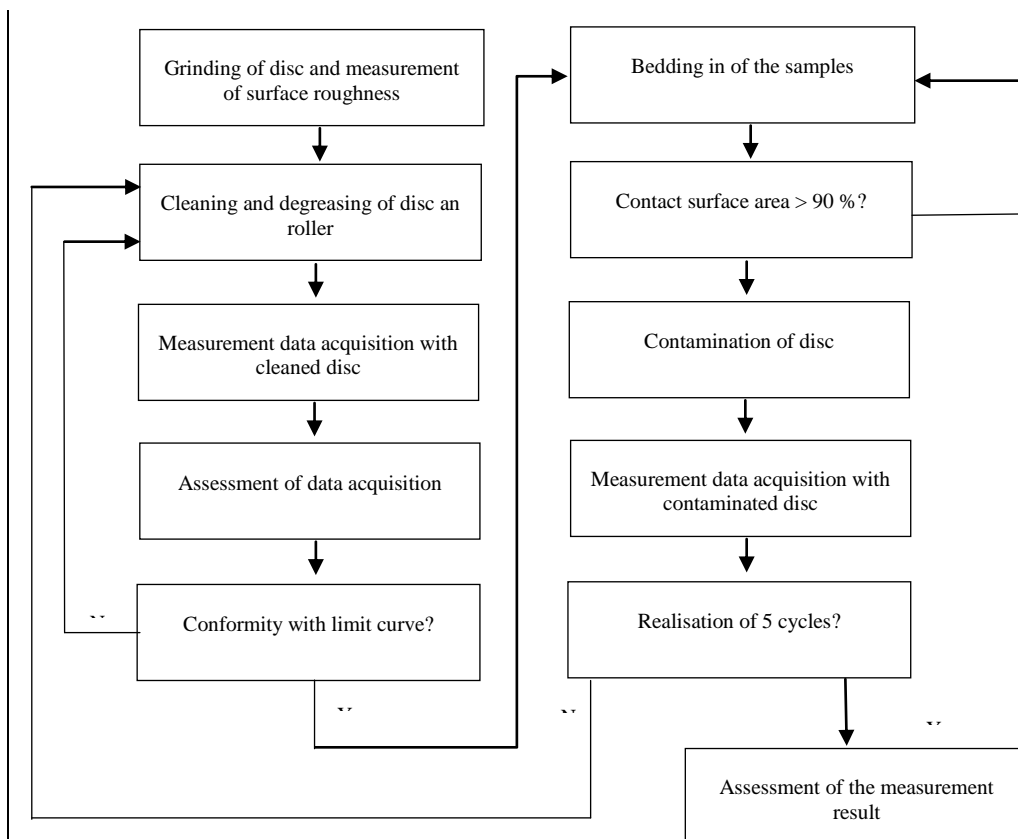 Grinding of disc and measurement
of surface roughness
Cleaning and degreasing of disc an
roller
Measurement data acquisition with
cleaned disc
Assessment of data acquisition
Conformity with limit curve?
Bedding in of the samples
Contact surface area > 90 %?
Contamination of disc
Measurement data acquisition with
contaminated disc
Realisation of 5 cycles?
Assessment of the measurement
result